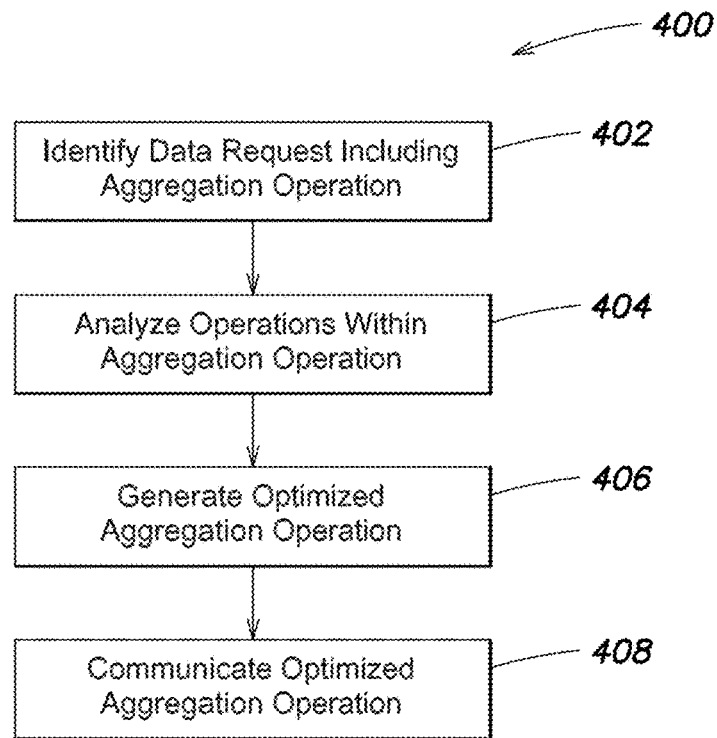 400
Identify Data Request Including
Aggregation Operation
402
Analyze Operations Within
Aggregation Operation
404
Generate Optimized
Aggregation Operation
406
Communicate Optimized
Aggregation Operation
408